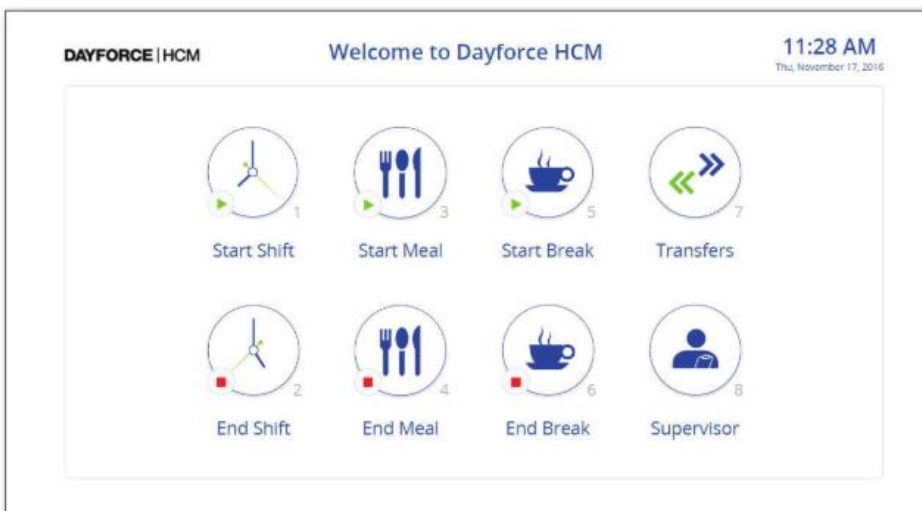 DAYFORCE | HCM
Welcome to Dayforce HCM
11:28 AM
Thu, November 17, 2016
1
3
5
7
Start Shift
Start Meal
Start Break
Transfers
2
4
6
8
End Shift
End Meal
End Break
Supervisor